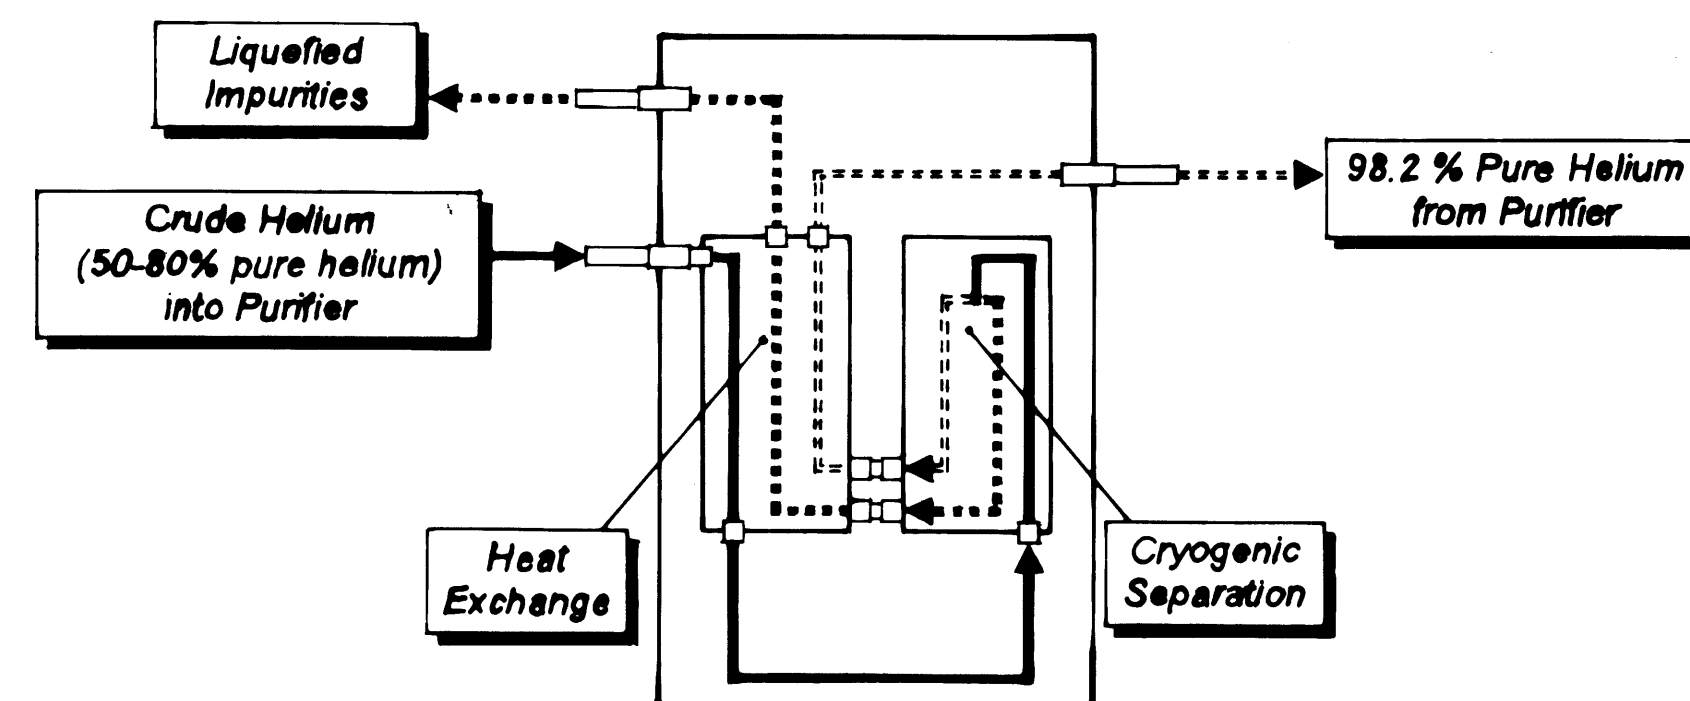 Liquefied
Impurities
98.2 % Pure Helium
from Purifier
Crude Helium
(50-80% pure helium)
into Purifier
Heat
Exchange
Cryogenic
Separation